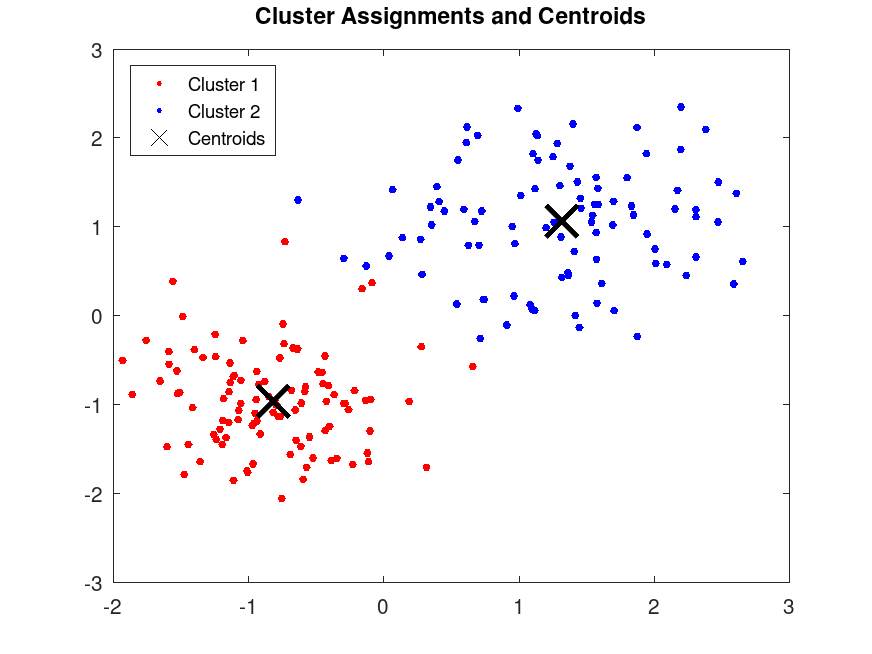 Cluster Assignments and Centroids
3
Cluster 1
Cluster 2
Centroids
2
1
0
-1
-2
-3
-2 -1 0 1 2 3